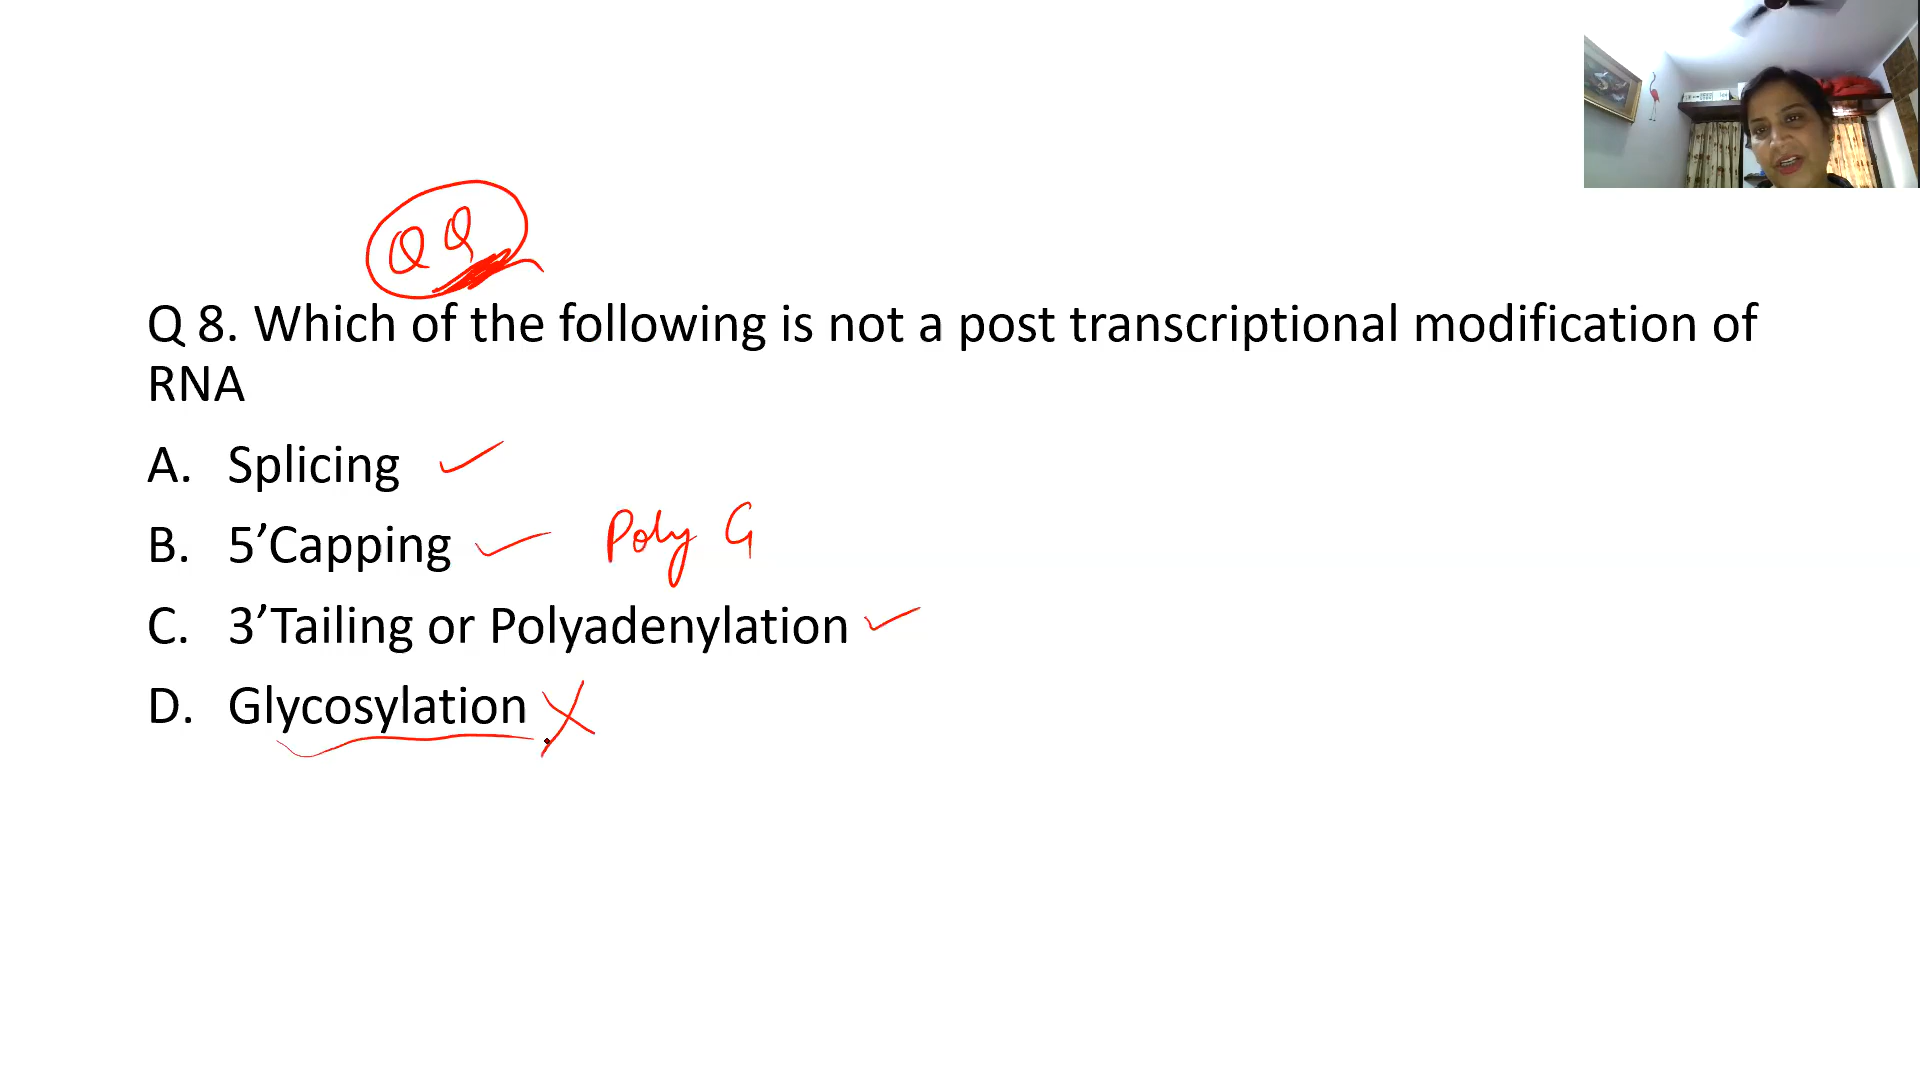 Q Q
Q 8. Which of the following is not a post transcriptional modification of
RNA
A. Splicing
B. 5’Capping Poly G
C. 3’Tailing or Polyadenylation
D. Glycosylation